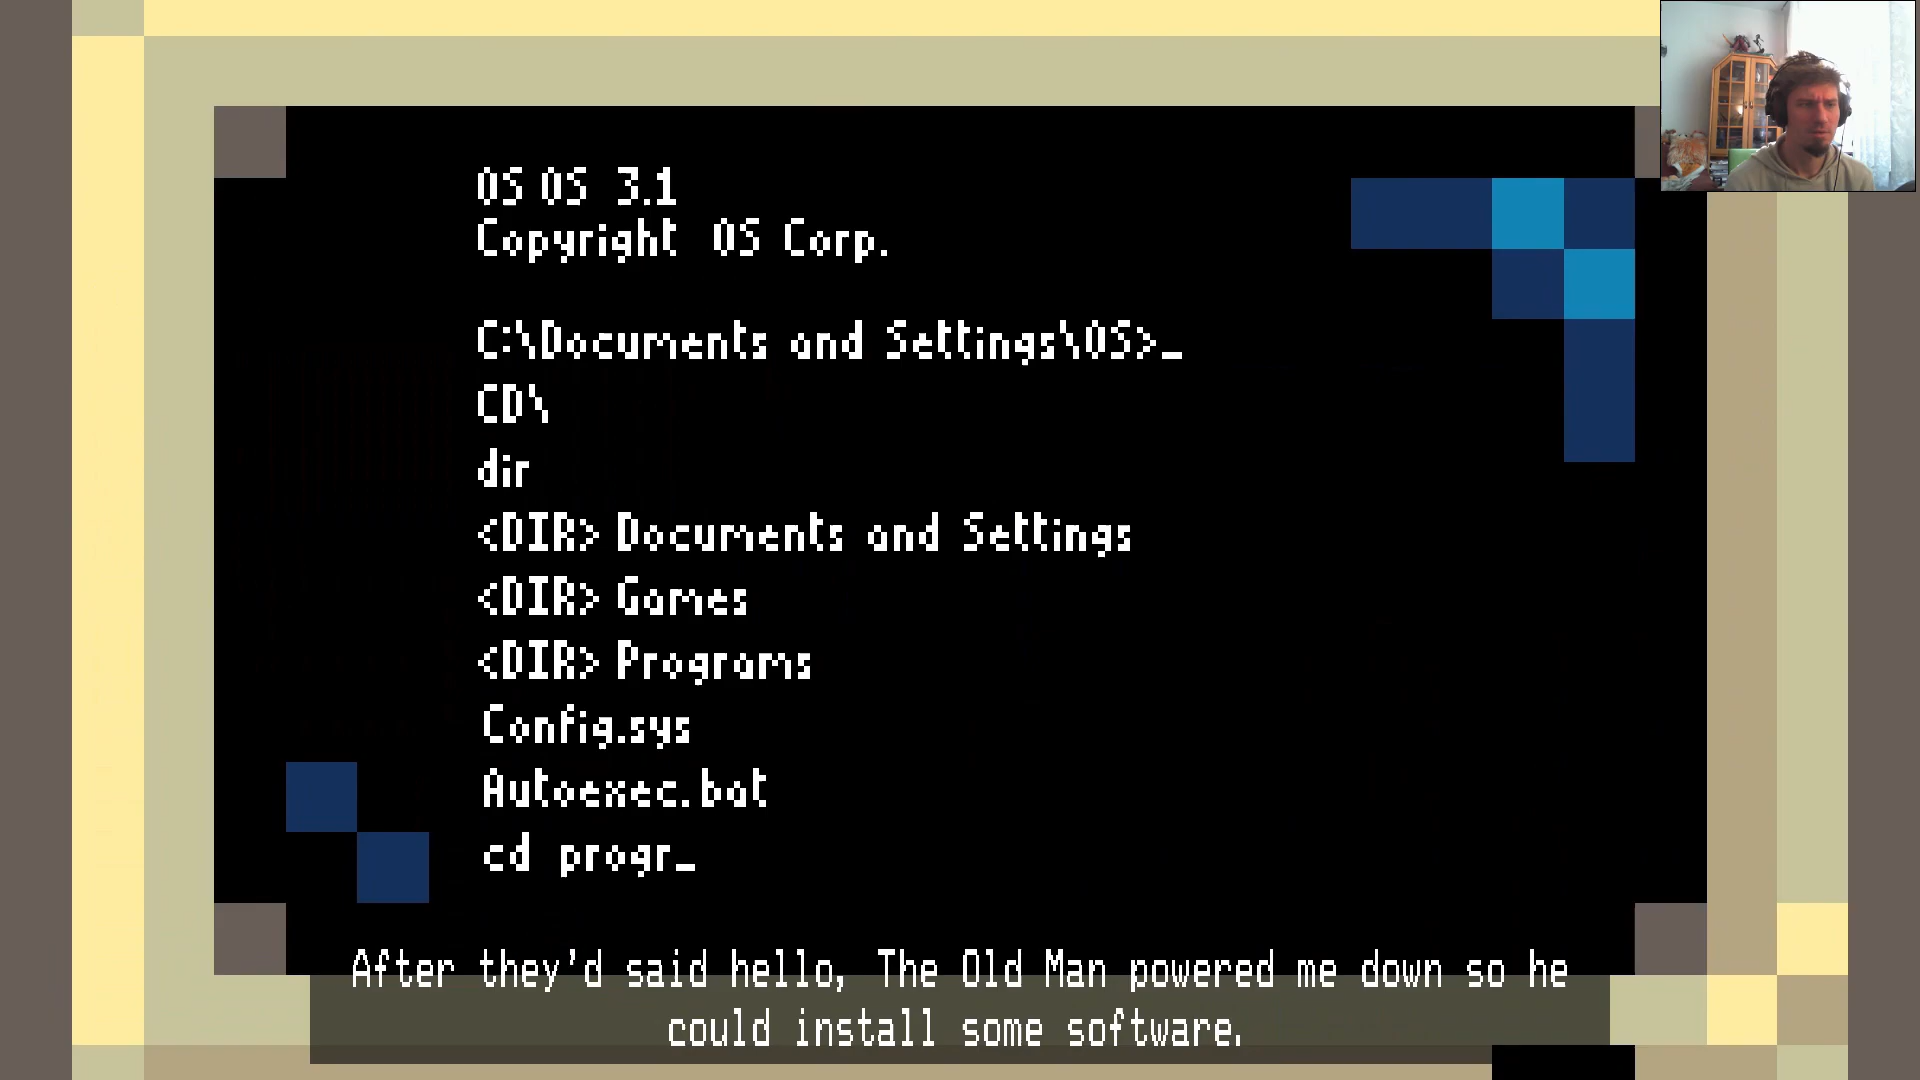 OS OS 3.1
Copyright OS Corp.
C:\Documents and Settings\OS>_
CD\
dir
<DIR> Documents and Settings
<DIR> Games
<DIR> Programs
Config.sys
Autoexec.bat
cd progr_
After they'd said hello, The Old Man powered me down so he
could install some software.